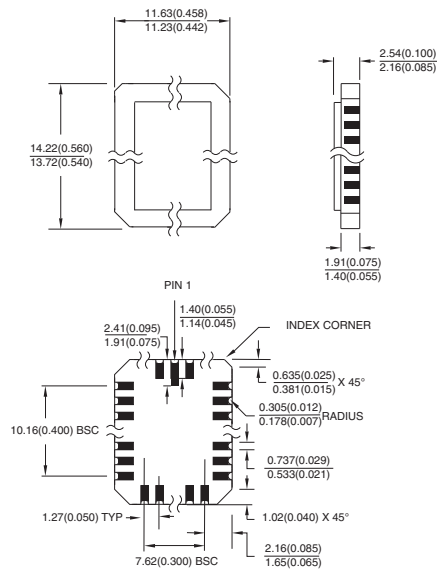 11.63(0.458)
11.23(0.442)
2.54(0.100)
2.16(0.085)
14.22(0.560)
13.72(0.540)
1.91(0.075)
1.40(0.055)
PIN 1
1.40(0.055)
1.14(0.045)
2.41(0.095)
1.91(0.075)
INDEX CORNER
0.635(0.025)
0.381(0.015) X 45°
0.305(0.012)
0.178(0.007) RADIUS
10.16(0.400) BSC
0.737(0.029)
0.533(0.021)
1.27(0.050) TYP
1.02(0.040) X 45°
7.62(0.300) BSC
2.16(0.085)
1.65(0.065)